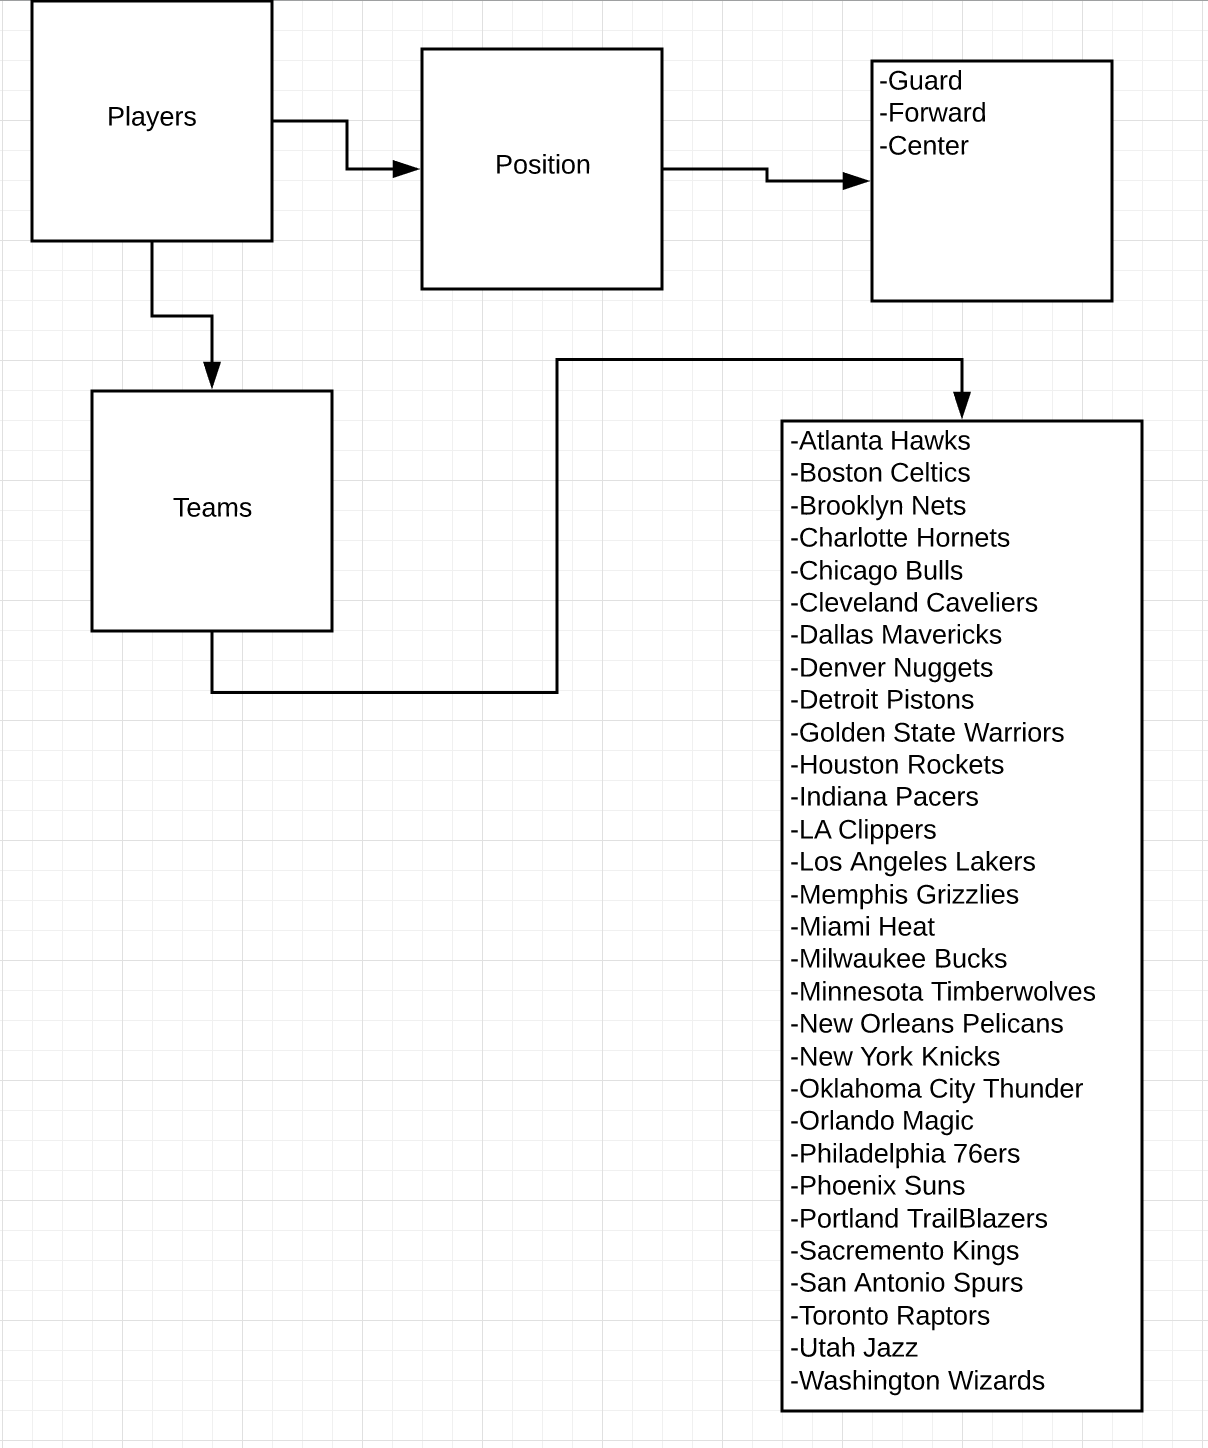 Players
Position
-Guard
-Forward
-Center
Teams
-Atlanta Hawks
-Boston Celtics
-Brooklyn Nets
-Charlotte Hornets
-Chicago Bulls
-Cleveland Caveliers
-Dallas Mavericks
-Denver Nuggets
-Detroit Pistons
-Golden State Warriors
-Houston Rockets
-Indiana Pacers
-LA Clippers
-Los Angeles Lakers
-Memphis Grizzlies
-Miami Heat
-Milwaukee Bucks
-Minnesota Timberwolves
-New Orleans Pelicans
-New York Knicks
-Oklahoma City Thunder
-Orlando Magic
-Philadelphia 76ers
-Phoenix Suns
-Portland TrailBlazers
-Sacremento Kings
-San Antonio Spurs
-Toronto Raptors
-Utah Jazz
-Washington Wizards